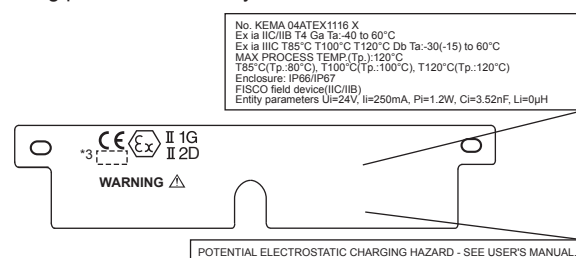 No. KEMA 04ATEX1116 X
Ex ia IIC/IIB T4 Ga Ta:-40 to 60°C
Ex ia IIIC T85°C T100°C T120°C Db Ta:-30(-15) to 60°C
MAX PROCESS TEMP.(Tp.):120°C
T85°C(Tp.:80°C), T100°C(Tp.:100°C), T120°C(Tp.:120°C)
Enclosure: IP66/IP67
FISCO field device(IIC/IIB)
Entity parameters Ui=24V, Ii=250mA, Pi=1.2W, Ci=3.52nF, Li=0µH
CE Ex II 1G
*3 II 2D
WARNING ⚠
POTENTIAL ELECTROSTATIC CHARGING HAZARD - SEE USER'S MANUAL.